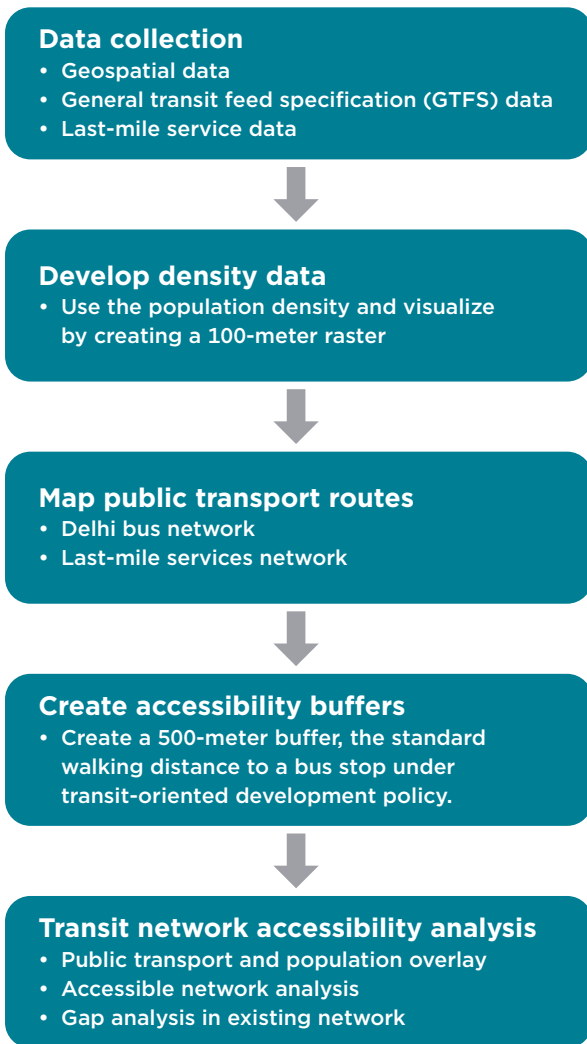 Data collection
• Geospatial data
• General transit feed specification (GTFS) data
• Last-mile service data
Develop density data
• Use the population density and visualize
by creating a 100-meter raster
Map public transport routes
• Delhi bus network
• Last-mile services network
Create accessibility buffers
• Create a 500-meter buffer, the standard
walking distance to a bus stop under
transit-oriented development policy.
Transit network accessibility analysis
• Public transport and population overlay
• Accessible network analysis
• Gap analysis in existing network